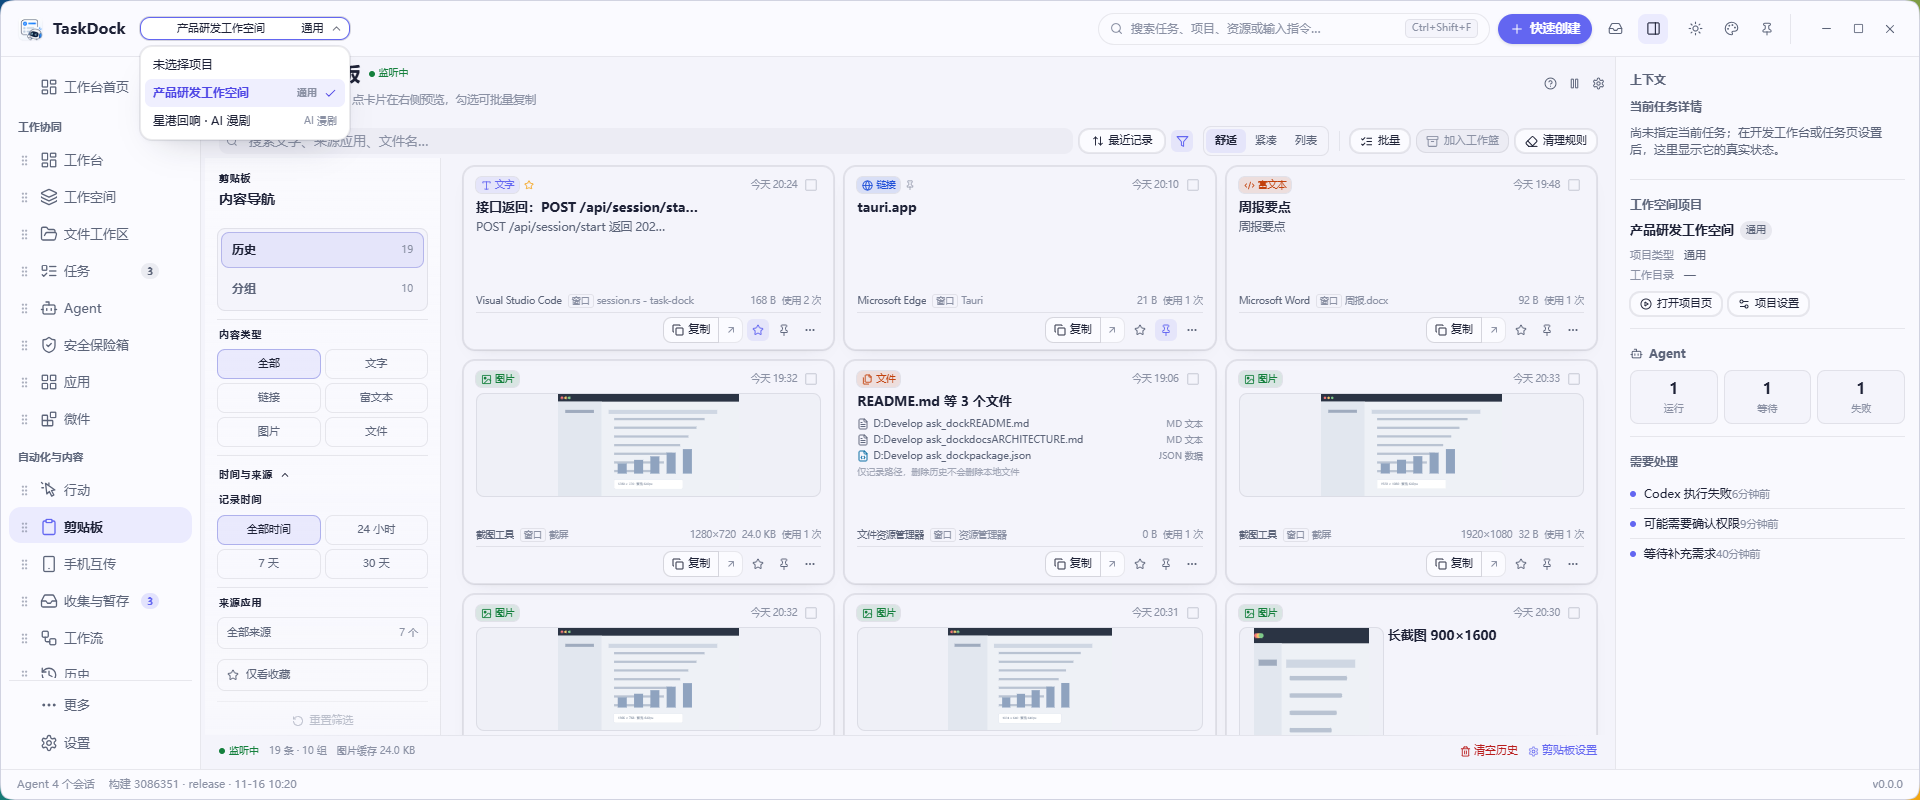 TaskDock
产品研发工作空间 通用
搜索任务、项目、资源或输入指令... Ctrl+Shift+F
快速创建
未选择项目
产品研发工作空间 通用
星港回响 · AI 漫剧 AI 漫剧
板 监听中
点卡片在右侧预览，勾选可批量复制
工作台首页
工作协同
工作台
工作空间
文件工作区
任务 3
Agent
安全保险箱
应用
微件
自动化与内容
行动
剪贴板
手机互传
收集与暂存 3
工作流
历史
更多
设置
搜索文字、来源应用、文件名...
最近记录
舒适 紧凑 列表
批量
加入工作篮
清理规则
剪贴板
内容导航
历史 19
分组 10
内容类型
全部 文字
链接 富文本
图片 文件
时间与来源
记录时间
全部时间 24 小时
7 天 30 天
来源应用
全部来源 7 个
仅看收藏
重置筛选
文字 今天 20:24
接口返回：POST /api/session/sta...
POST /api/session/start 返回 202...
Visual Studio Code 窗口 session.rs - task-dock 168 B 使用 2 次
复制
链接 今天 20:10
tauri.app
Microsoft Edge 窗口 Tauri 21 B 使用 1 次
复制
富文本 今天 19:48
周报要点
周报要点
Microsoft Word 窗口 周报.docx 92 B 使用 1 次
复制
图片 今天 19:32
截图工具 窗口 截屏 1280×720 24.0 KB 使用 1 次
复制
文件 今天 19:06
README.md 等 3 个文件
D:Develop ask_dockREADME.md MD 文本
D:Develop ask_dockdocsARCHITECTURE.md MD 文本
D:Develop ask_dockpackage.json JSON 数据
仅记录路径，删除历史不会删除本地文件
文件资源管理器 窗口 资源管理器 0 B 使用 1 次
复制
图片 今天 20:33
截图工具 窗口 截屏 1920×1080 32 B 使用 1 次
复制
图片 今天 20:32
图片 今天 20:31
图片 今天 20:30
长截图 900×1600
监听中 19 条 · 10 组 图片缓存 24.0 KB
清空历史 剪贴板设置
上下文
当前任务详情
尚未指定当前任务；在开发工作台或任务页设置
后，这里显示它的真实状态。
工作空间项目
产品研发工作空间 通用
项目类型 通用
工作目录 —
打开项目页 项目设置
Agent
1 1 1
运行 等待 失败
需要处理
Codex 执行失败6分钟前
可能需要确认权限9分钟前
等待补充需求40分钟前
Agent 4 个会话 构建 3086351 · release · 11-16 10:20
v0.0.0